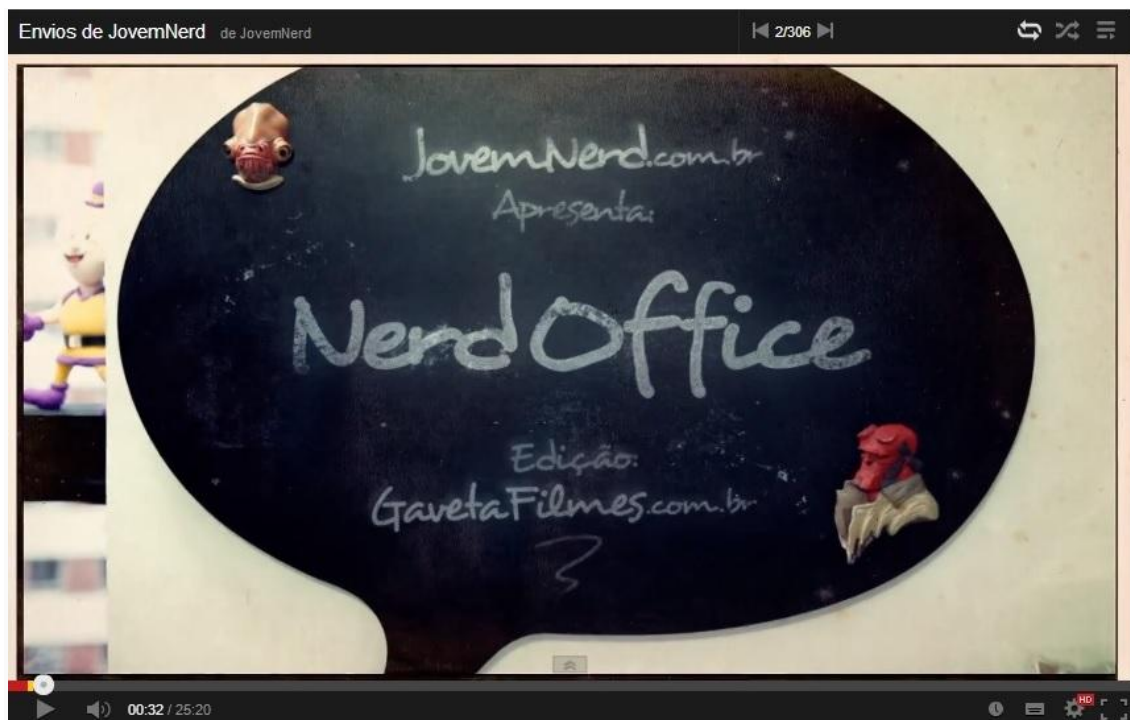 Envios de JovemNerd de JovemNerd 2/306
JovemNerd.com.br
Apresenta:
NerdOffice
Edição:
GavetaFilmes.com.br
00:32 / 25:20 HD